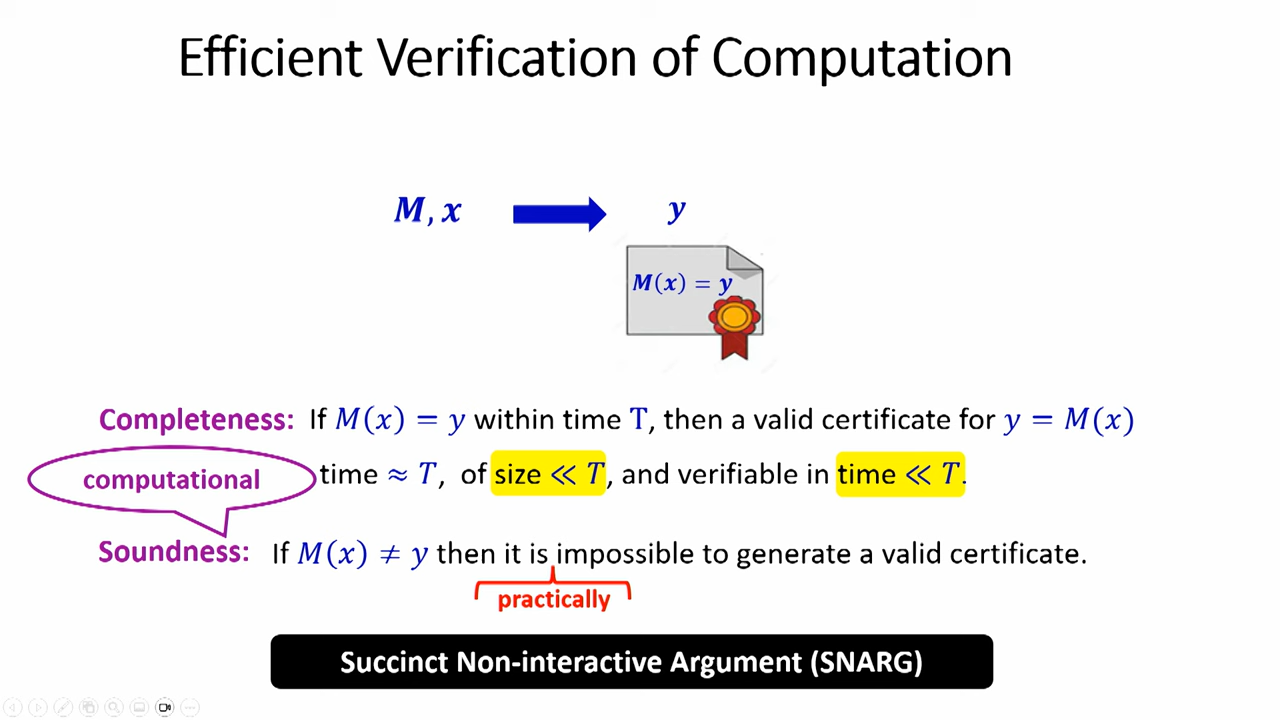 Efficient Verification of Computation
M, x
y
M(x) = y
Completeness: If M(x) = y within time T, then a valid certificate for y = M(x)
computational
time ≈ T, of size ≪ T, and verifiable in time ≪ T.
Soundness: If M(x) ≠ y then it is impossible to generate a valid certificate.
practically
Succinct Non-interactive Argument (SNARG)